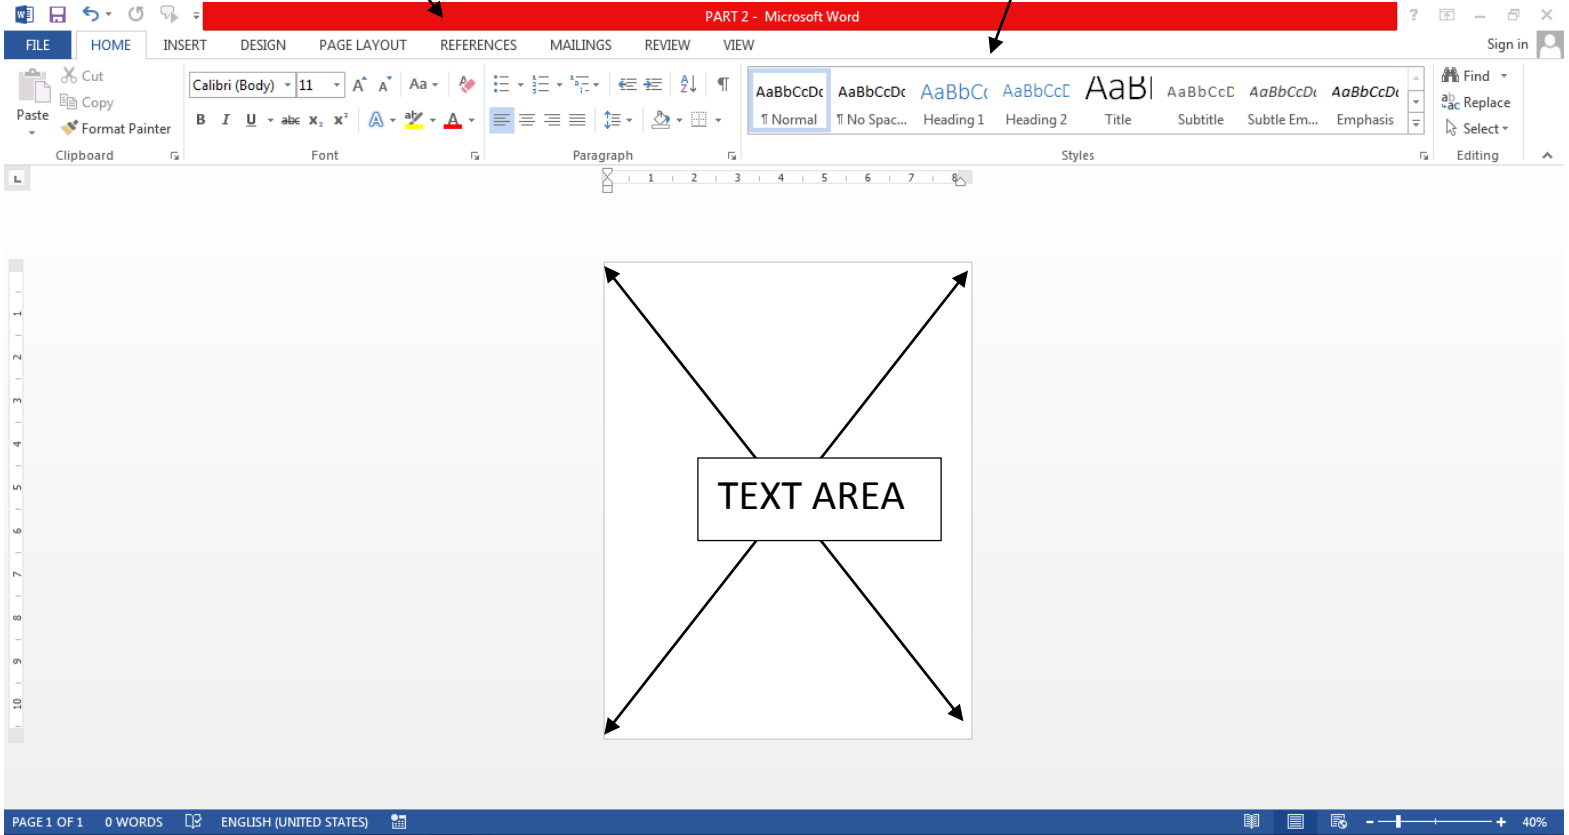 PART 2 - Microsoft Word
?
FILE HOME INSERT DESIGN PAGE LAYOUT REFERENCES MAILINGS REVIEW VIEW Sign in
Paste
Cut
Copy
Format Painter
Clipboard
Calibri (Body) 11 A A Aa
B I U abc X₂ X² A aby A
Font
A Z ¶
Paragraph
AaBbCcDc AaBbCcDc AaBbCc AaBbCcD AaBl AaBbCcD AaBbCcDc AaBbCcDc
¶ Normal ¶ No Spac... Heading 1 Heading 2 Title Subtitle Subtle Em... Emphasis
Styles
Find
Replace
Select
Editing
L
1 2 3 4 5 6 7 8
1
2
3
4
5
6
7
8
9
10
TEXT AREA
PAGE 1 OF 1 0 WORDS ENGLISH (UNITED STATES) - + 40%